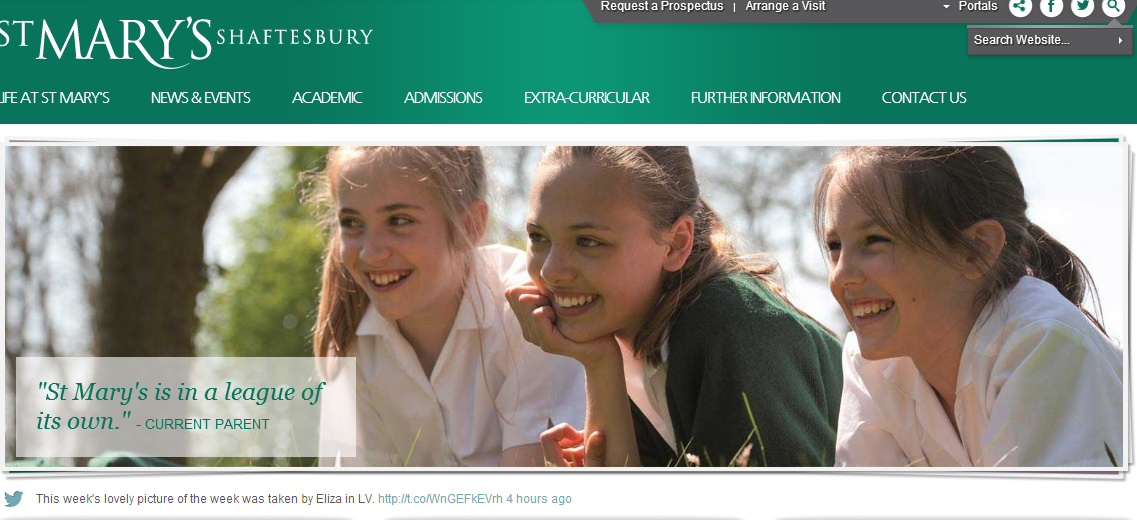 Request a Prospectus | Arrange a Visit Portals
ST MARY'S SHAFTESBURY
Search Website...
LIFE AT ST MARY'S NEWS & EVENTS ACADEMIC ADMISSIONS EXTRA-CURRICULAR FURTHER INFORMATION CONTACT US
"St Mary's is in a league of
its own." - CURRENT PARENT
This week's lovely picture of the week was taken by Eliza in LV. http://t.co/WnGEFkEVrh 4 hours ago